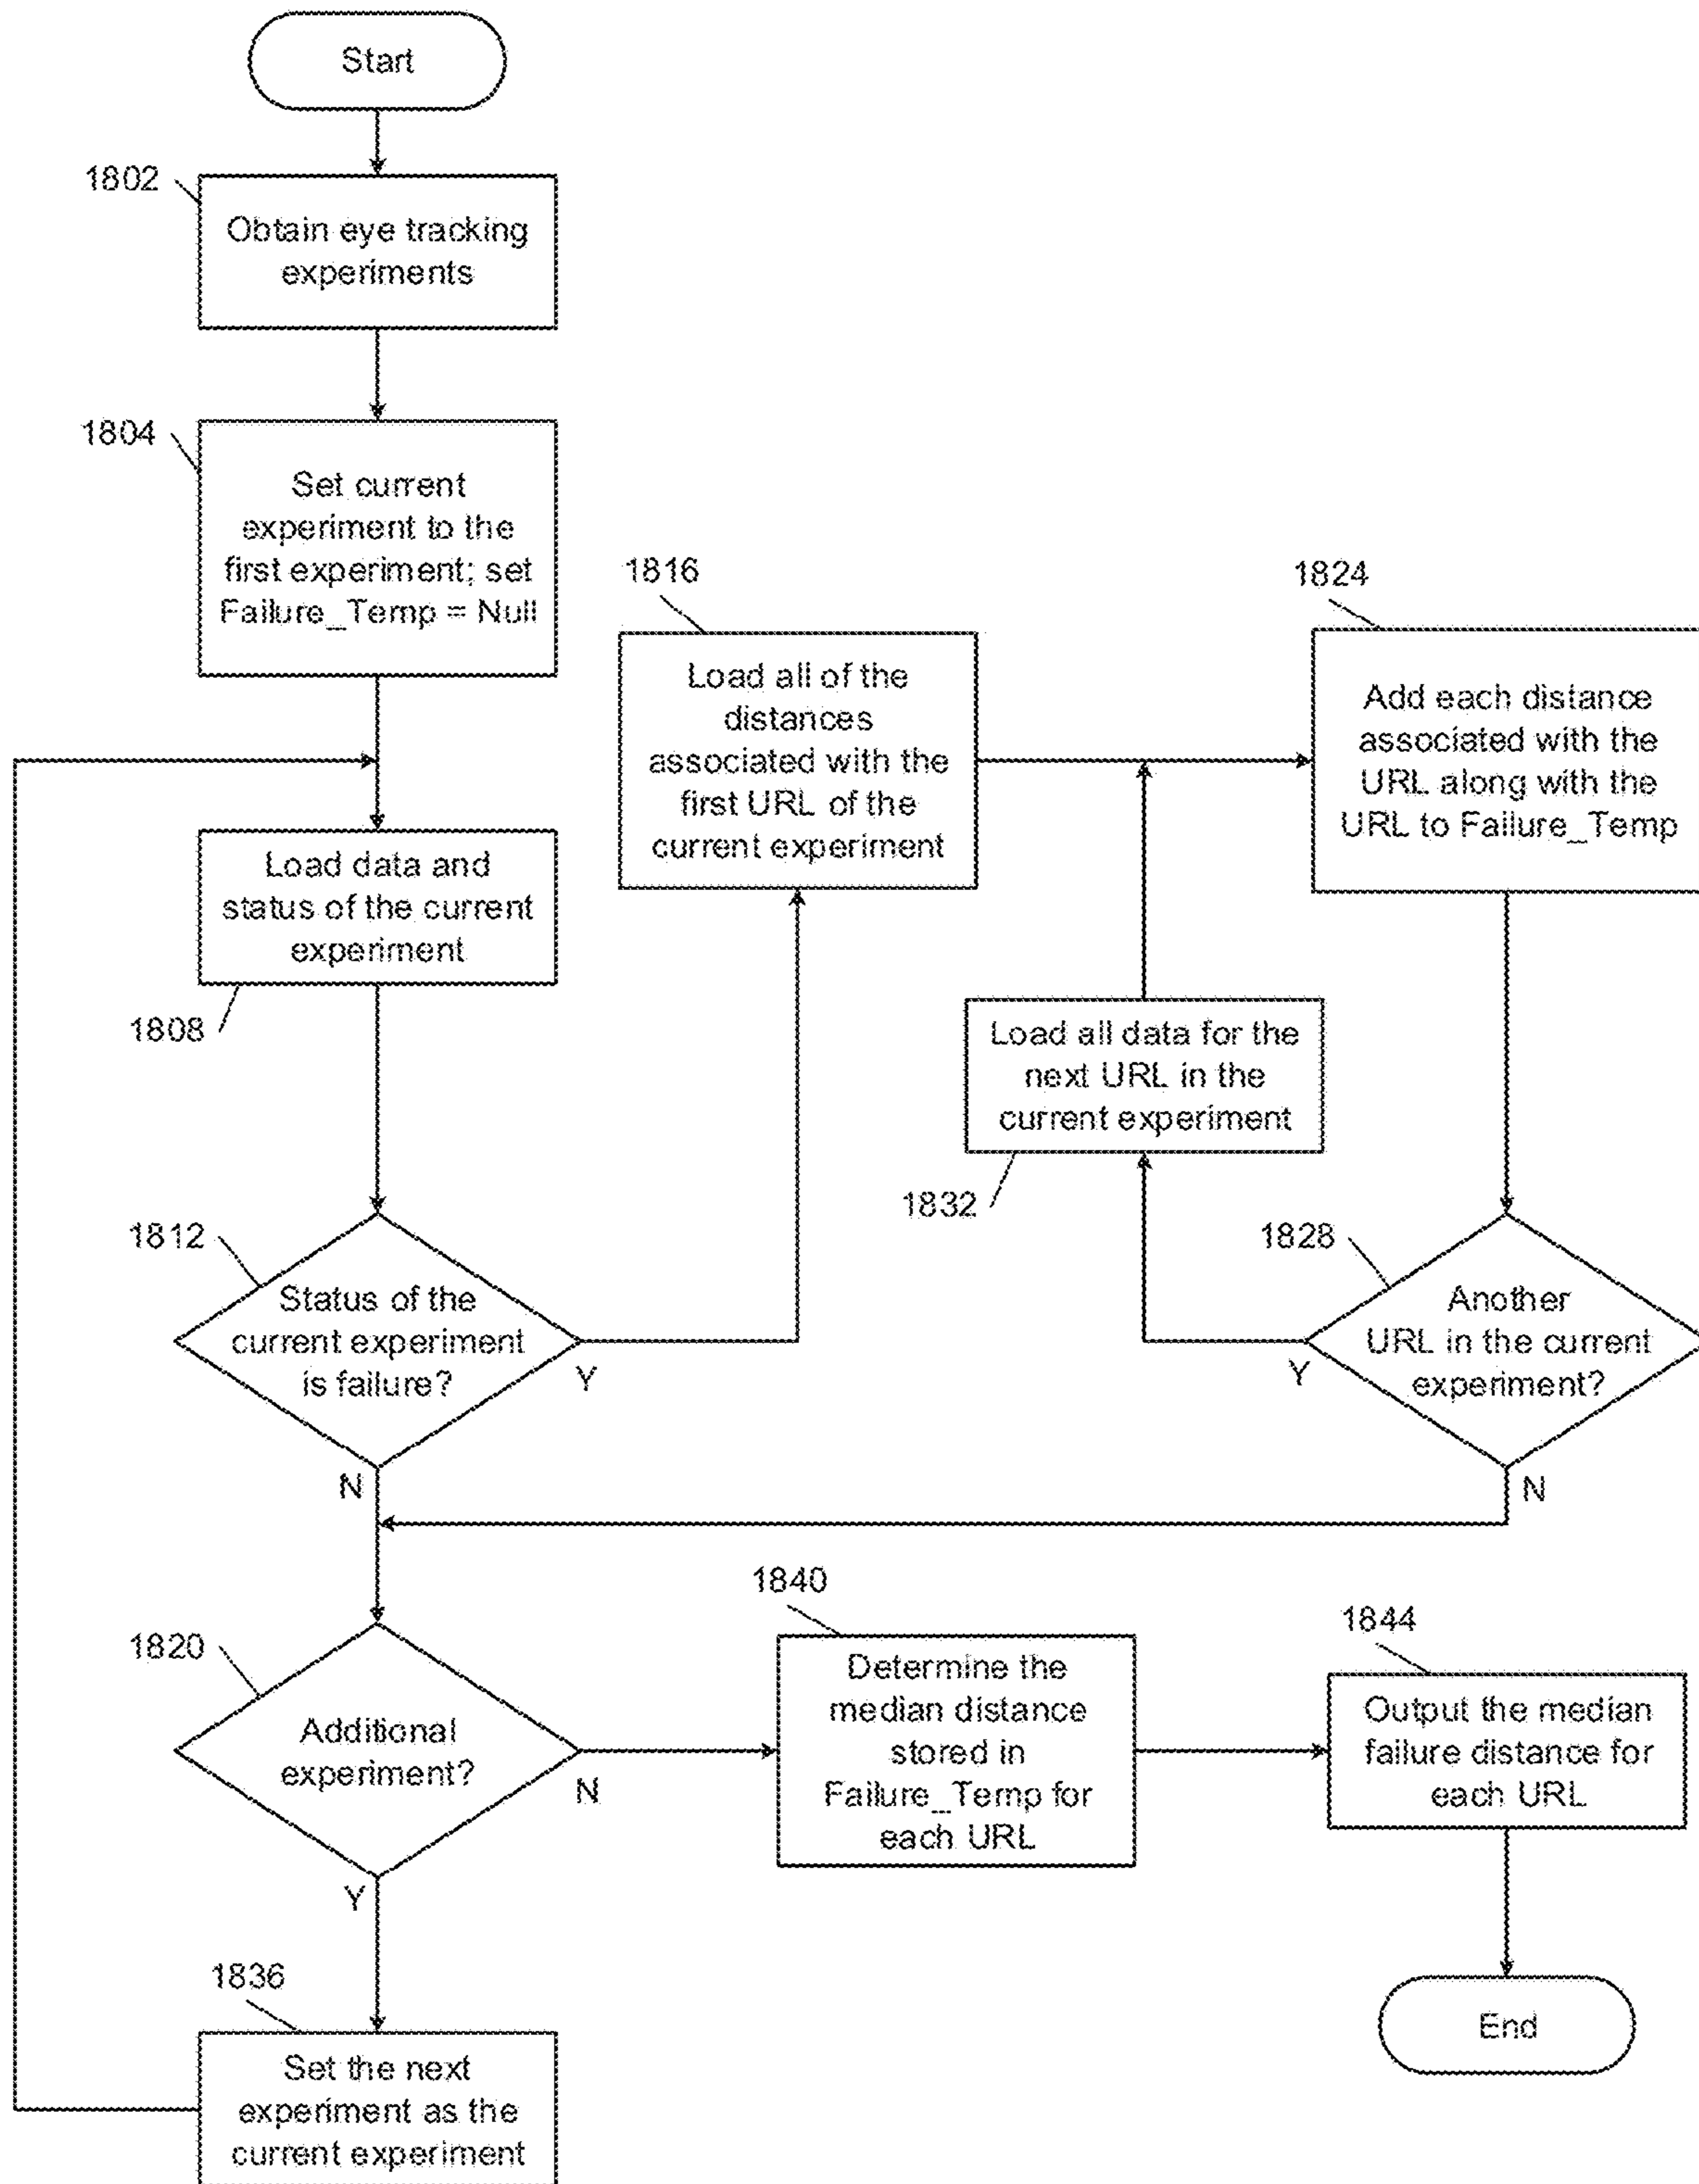 Start
1802
Obtain eye tracking
experiments
1804
Set current
experiment to the
first experiment; set
Failure_Temp = Null
1816
Load all of the
distances
associated with the
first URL of the
current experiment
1824
Add each distance
associated with the
URL along with the
URL to Failure_Temp
Load data and
status of the current
experiment
1808
Load all data for the
next URL in the
current experiment
1832
1812
Status of the
current experiment
is failure?
Y
N
1828
Another
URL in the current
experiment?
Y
N
1820
Additional
experiment?
N
Y
1840
Determine the
median distance
stored in
Failure_Temp for
each URL
1844
Output the median
failure distance for
each URL
1836
Set the next
experiment as the
current experiment
End